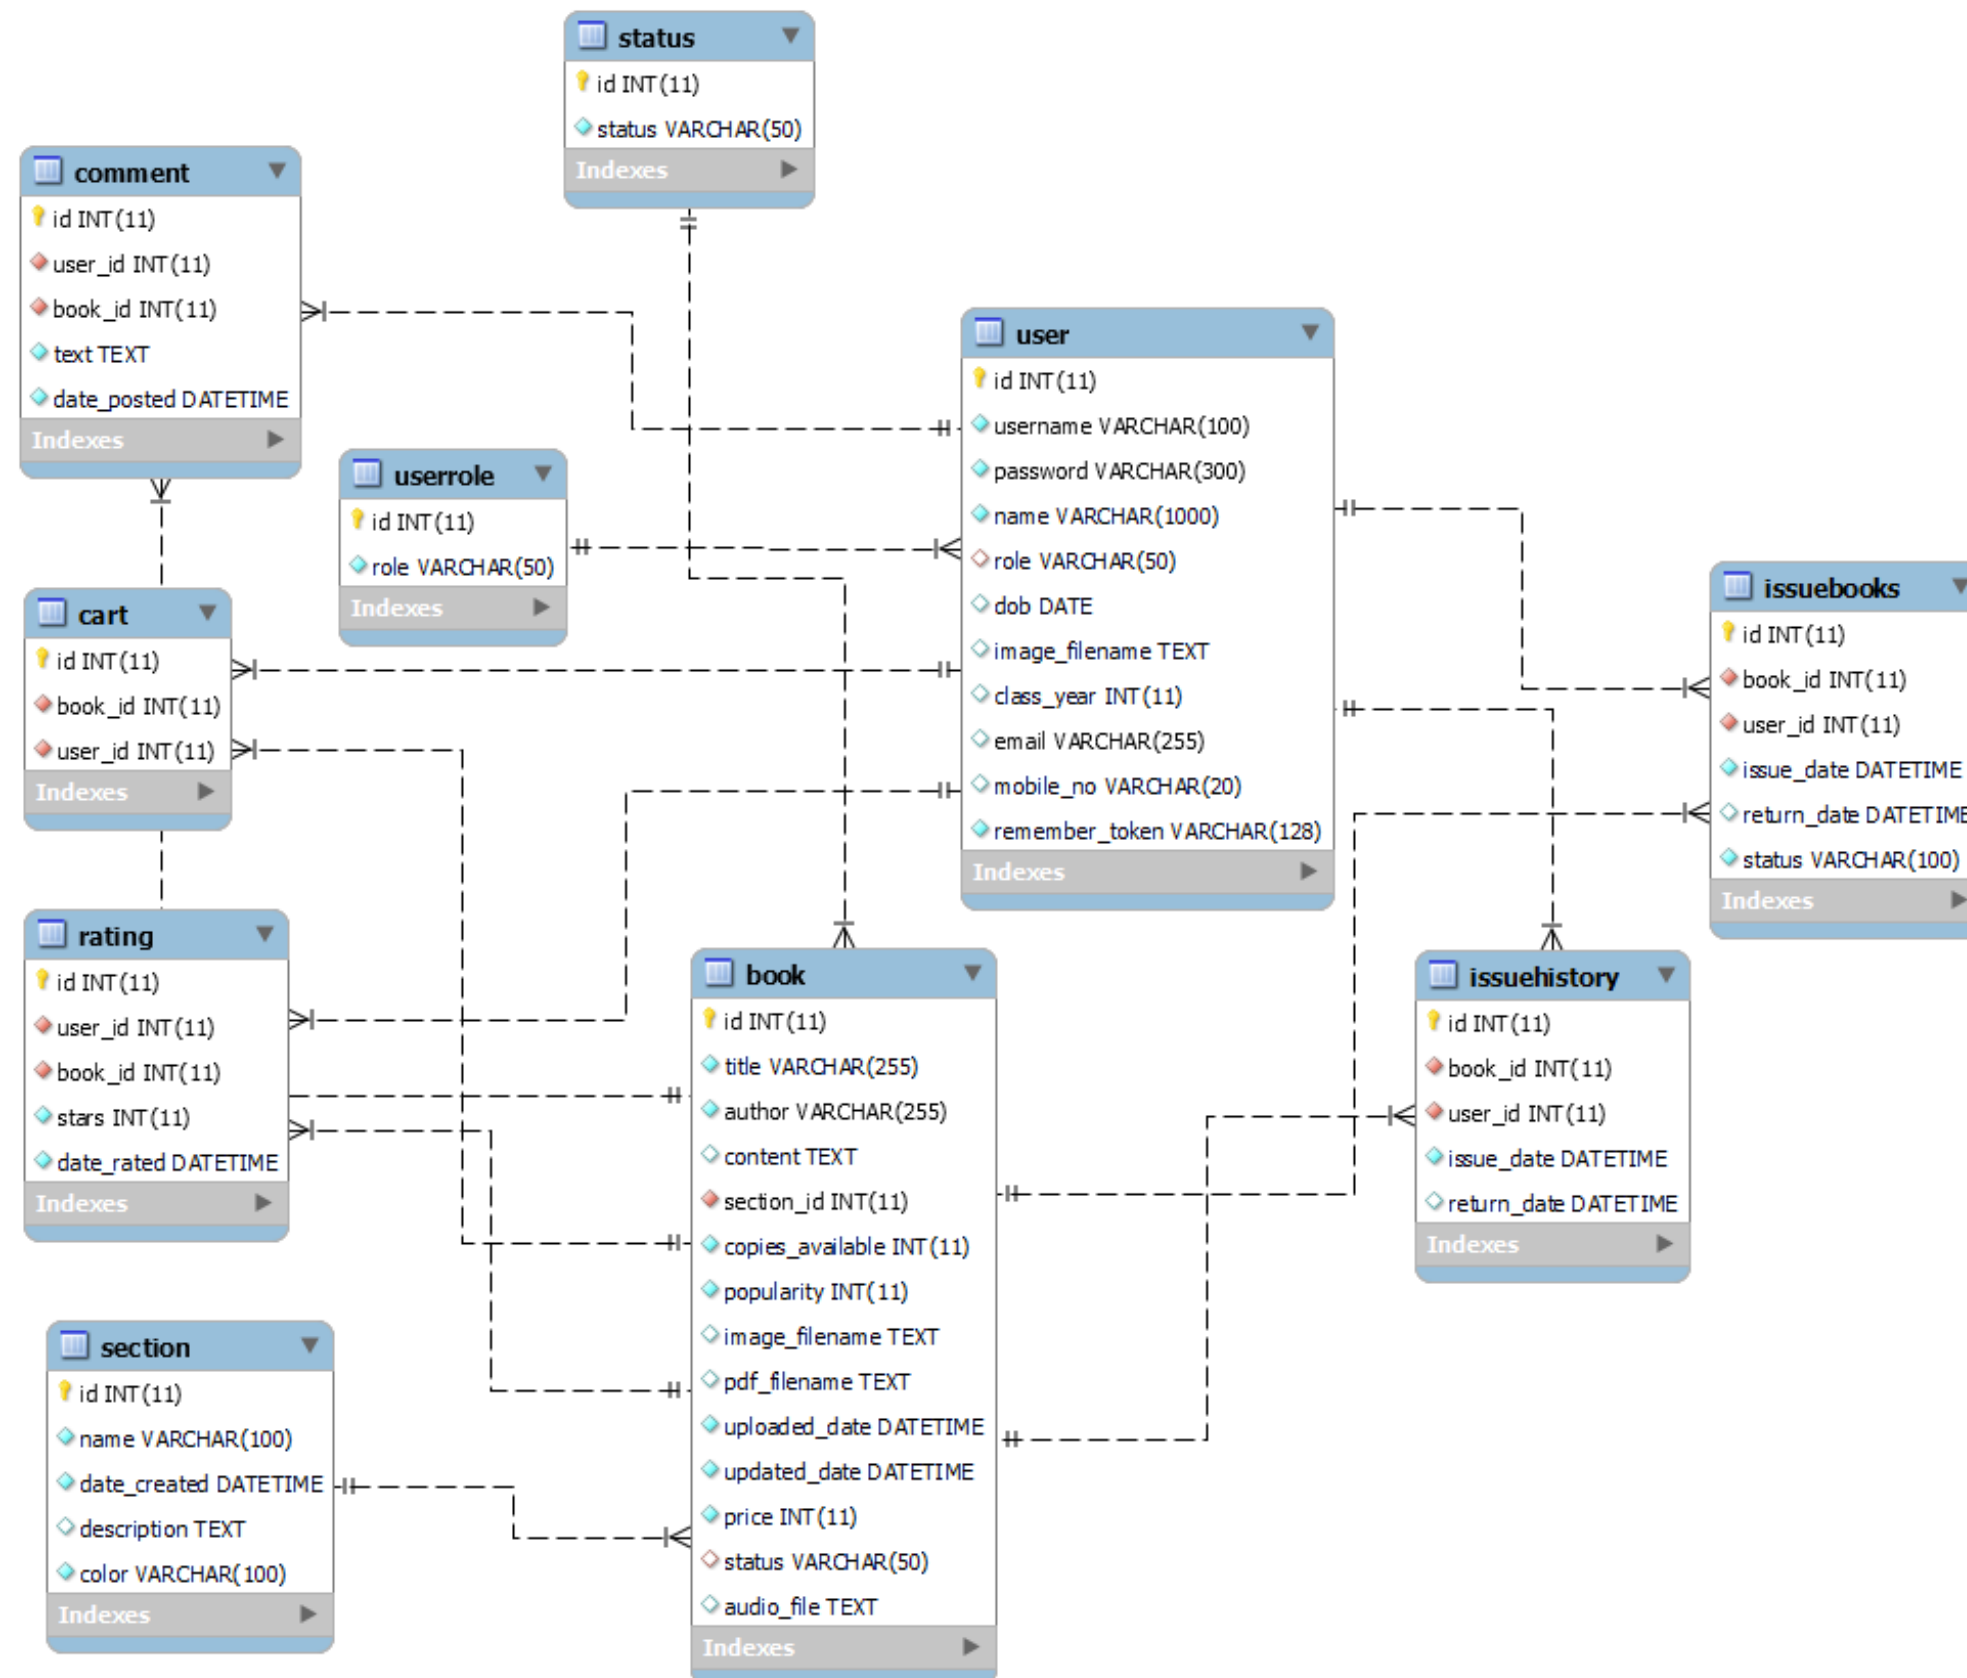 status
id INT(11)
status VARCHAR(50)
Indexes
comment
id INT(11)
user_id INT(11)
book_id INT(11)
text TEXT
date_posted DATETIME
Indexes
userrole
id INT(11)
role VARCHAR(50)
Indexes
user
id INT(11)
username VARCHAR(100)
password VARCHAR(300)
name VARCHAR(1000)
role VARCHAR(50)
dob DATE
image_filename TEXT
class_year INT(11)
email VARCHAR(255)
mobile_no VARCHAR(20)
remember_token VARCHAR(128)
Indexes
issuebooks
id INT(11)
book_id INT(11)
user_id INT(11)
issue_date DATETIME
return_date DATETIME
status VARCHAR(100)
Indexes
cart
id INT(11)
book_id INT(11)
user_id INT(11)
Indexes
rating
id INT(11)
user_id INT(11)
book_id INT(11)
stars INT(11)
date_rated DATETIME
Indexes
book
id INT(11)
title VARCHAR(255)
author VARCHAR(255)
content TEXT
section_id INT(11)
copies_available INT(11)
popularity INT(11)
image_filename TEXT
pdf_filename TEXT
uploaded_date DATETIME
updated_date DATETIME
price INT(11)
status VARCHAR(50)
audio_file TEXT
Indexes
issuehistory
id INT(11)
book_id INT(11)
user_id INT(11)
issue_date DATETIME
return_date DATETIME
Indexes
section
id INT(11)
name VARCHAR(100)
date_created DATETIME
description TEXT
color VARCHAR(100)
Indexes